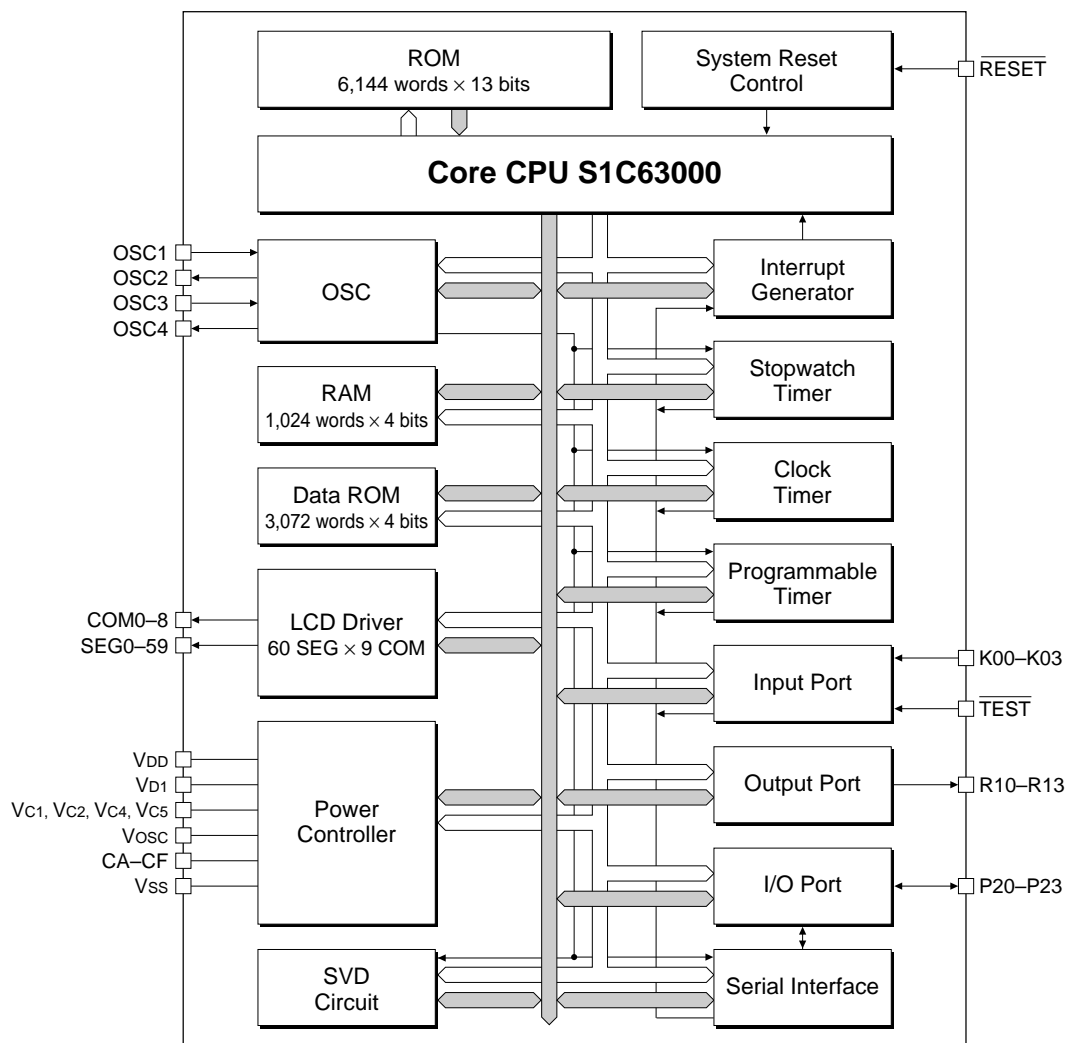 ROM
6,144 words × 13 bits
System Reset
Control
RESET
Core CPU S1C63000
OSC1
OSC2
OSC3
OSC4
OSC
Interrupt
Generator
Stopwatch
Timer
RAM
1,024 words × 4 bits
Clock
Timer
Data ROM
3,072 words × 4 bits
Programmable
Timer
COM0–8
SEG0–59
LCD Driver
60 SEG × 9 COM
Input Port
K00–K03
TEST
VDD
VD1
VC1, VC2, VC4, VC5
VOSC
CA–CF
VSS
Power
Controller
Output Port
R10–R13
I/O Port
P20–P23
SVD
Circuit
Serial Interface